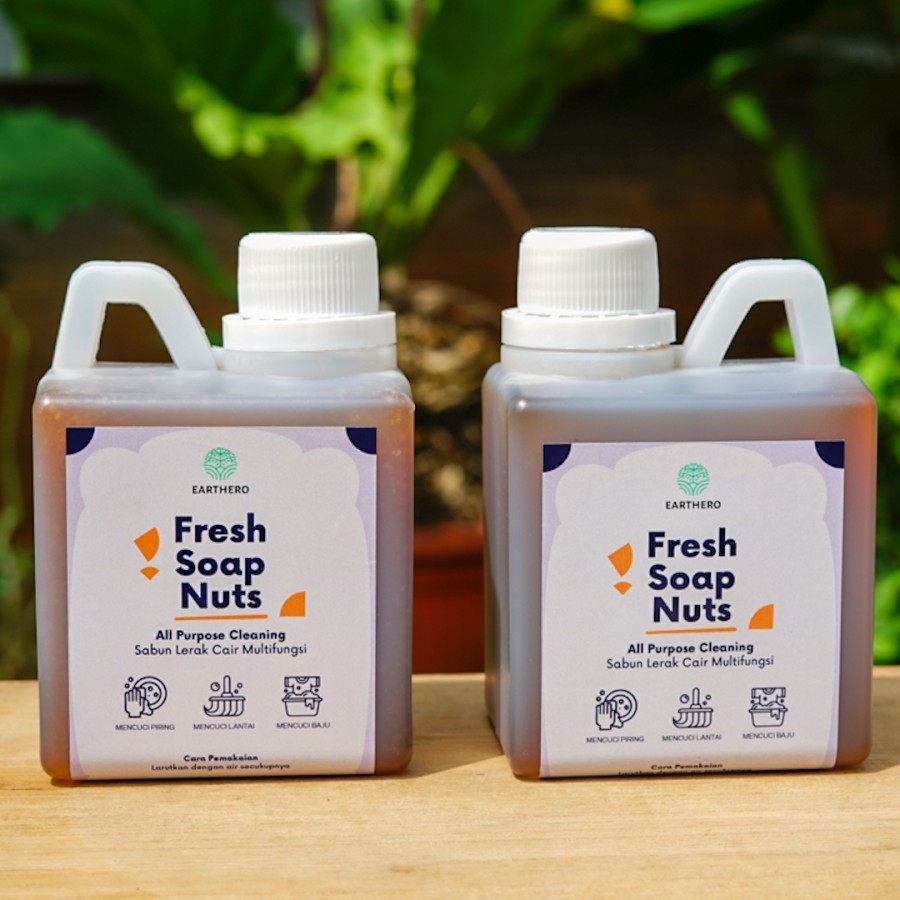 EARTHERO
Fresh
Soap
Nuts
All Purpose Cleaning
Sabun Lerak Cair Multifungsi
MENCUCI PIRING
MENCUCI LANTAI
MENCUCI BAJU
Cara Pemakaian
Larutkan dengan air secukupnya
EARTHERO
Fresh
Soap
Nuts
All Purpose Cleaning
Sabun Lerak Cair Multifungsi
MENCUCI PIRING
MENCUCI LANTAI
MENCUCI BAJU
Cara Pemakaian